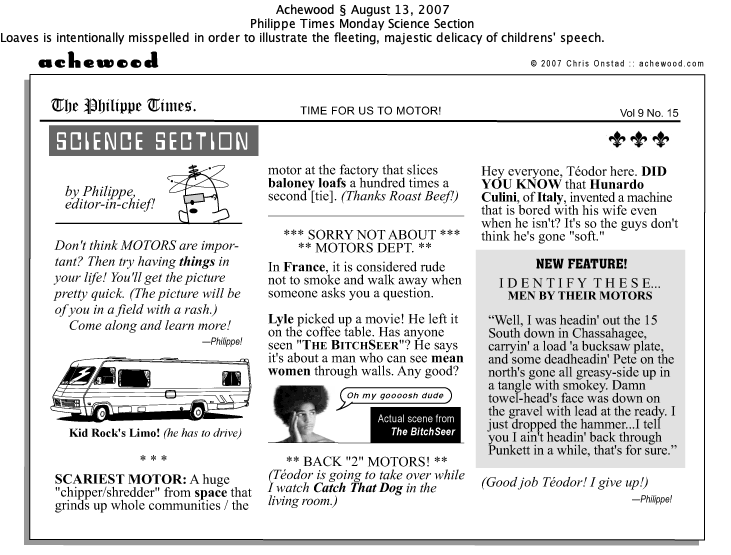 Achewood § August 13, 2007
Philippe Times Monday Science Section
Loaves is intentionally misspelled in order to illustrate the fleeting, majestic delicacy of childrens' speech.
achewood
© 2007 Chris Onstad :: achewood.com
The Philippe Times.
TIME FOR US TO MOTOR!
Vol 9 No. 15
SCIENCE SECTION
by Philippe,
editor-in-chief!
Don't think MOTORS are impor-
tant? Then try having things in
your life! You'll get the picture
pretty quick. (The picture will be
of you in a field with a rash.)
Come along and learn more!
—Philippe!
Kid Rock's Limo! (he has to drive)
* * *
SCARIEST MOTOR: A huge
"chipper/shredder" from space that
grinds up whole communities / the
motor at the factory that slices
baloney loafs a hundred times a
second [tie]. (Thanks Roast Beef!)
*** SORRY NOT ABOUT ***
** MOTORS DEPT. **
In France, it is considered rude
not to smoke and walk away when
someone asks you a question.
Lyle picked up a movie! He left it
on the coffee table. Has anyone
seen "THE BITCHSEER"? He says
it's about a man who can see mean
women through walls. Any good?
Oh my goooosh dude
Actual scene from
The BitchSeer
** BACK "2" MOTORS! **
(Téodor is going to take over while
I watch Catch That Dog in the
living room.)
Hey everyone, Téodor here. DID
YOU KNOW that Hunardo
Culini, of Italy, invented a machine
that is bored with his wife even
when he isn't? It's so the guys don't
think he's gone "soft."
NEW FEATURE!
IDENTIFY THESE...
MEN BY THEIR MOTORS
“Well, I was headin' out the 15
South down in Chassahagee,
carryin' a load 'a bucksaw plate,
and some deadheadin' Pete on the
north's gone all greasy-side up in
a tangle with smokey. Damn
towel-head's face was down on
the gravel with lead at the ready. I
just dropped the hammer...I tell
you I ain't headin' back through
Punkett in a while, that's for sure.”
(Good job Téodor! I give up!)
—Philippe!